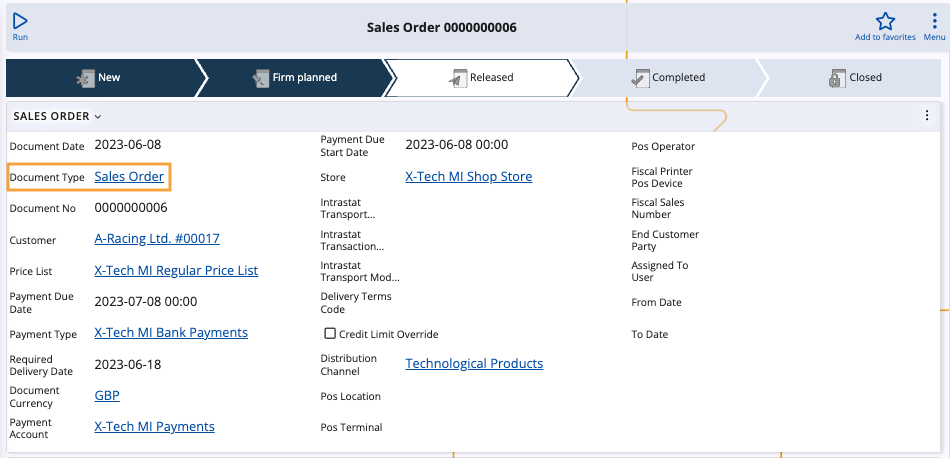 Sales Order 0000000006
Run
Add to favorites
Menu
New
Firm planned
Released
Completed
Closed
SALES ORDER
Document Date 2023-06-08
Document Type Sales Order
Document No 0000000006
Customer A-Racing Ltd. #00017
Price List X-Tech MI Regular Price List
Payment Due
Date 2023-07-08 00:00
Payment Type X-Tech MI Bank Payments
Required
Delivery Date 2023-06-18
Document
Currency GBP
Payment
Account X-Tech MI Payments
Payment Due
Start Date 2023-06-08 00:00
Store X-Tech MI Shop Store
Intrastat
Transport...
Intrastat
Transaction...
Intrastat
Transport Mod...
Delivery Terms
Code
Credit Limit Override
Distribution
Channel Technological Products
Pos Location
Pos Terminal
Pos Operator
Fiscal Printer
Pos Device
Fiscal Sales
Number
End Customer
Party
Assigned To
User
From Date
To Date